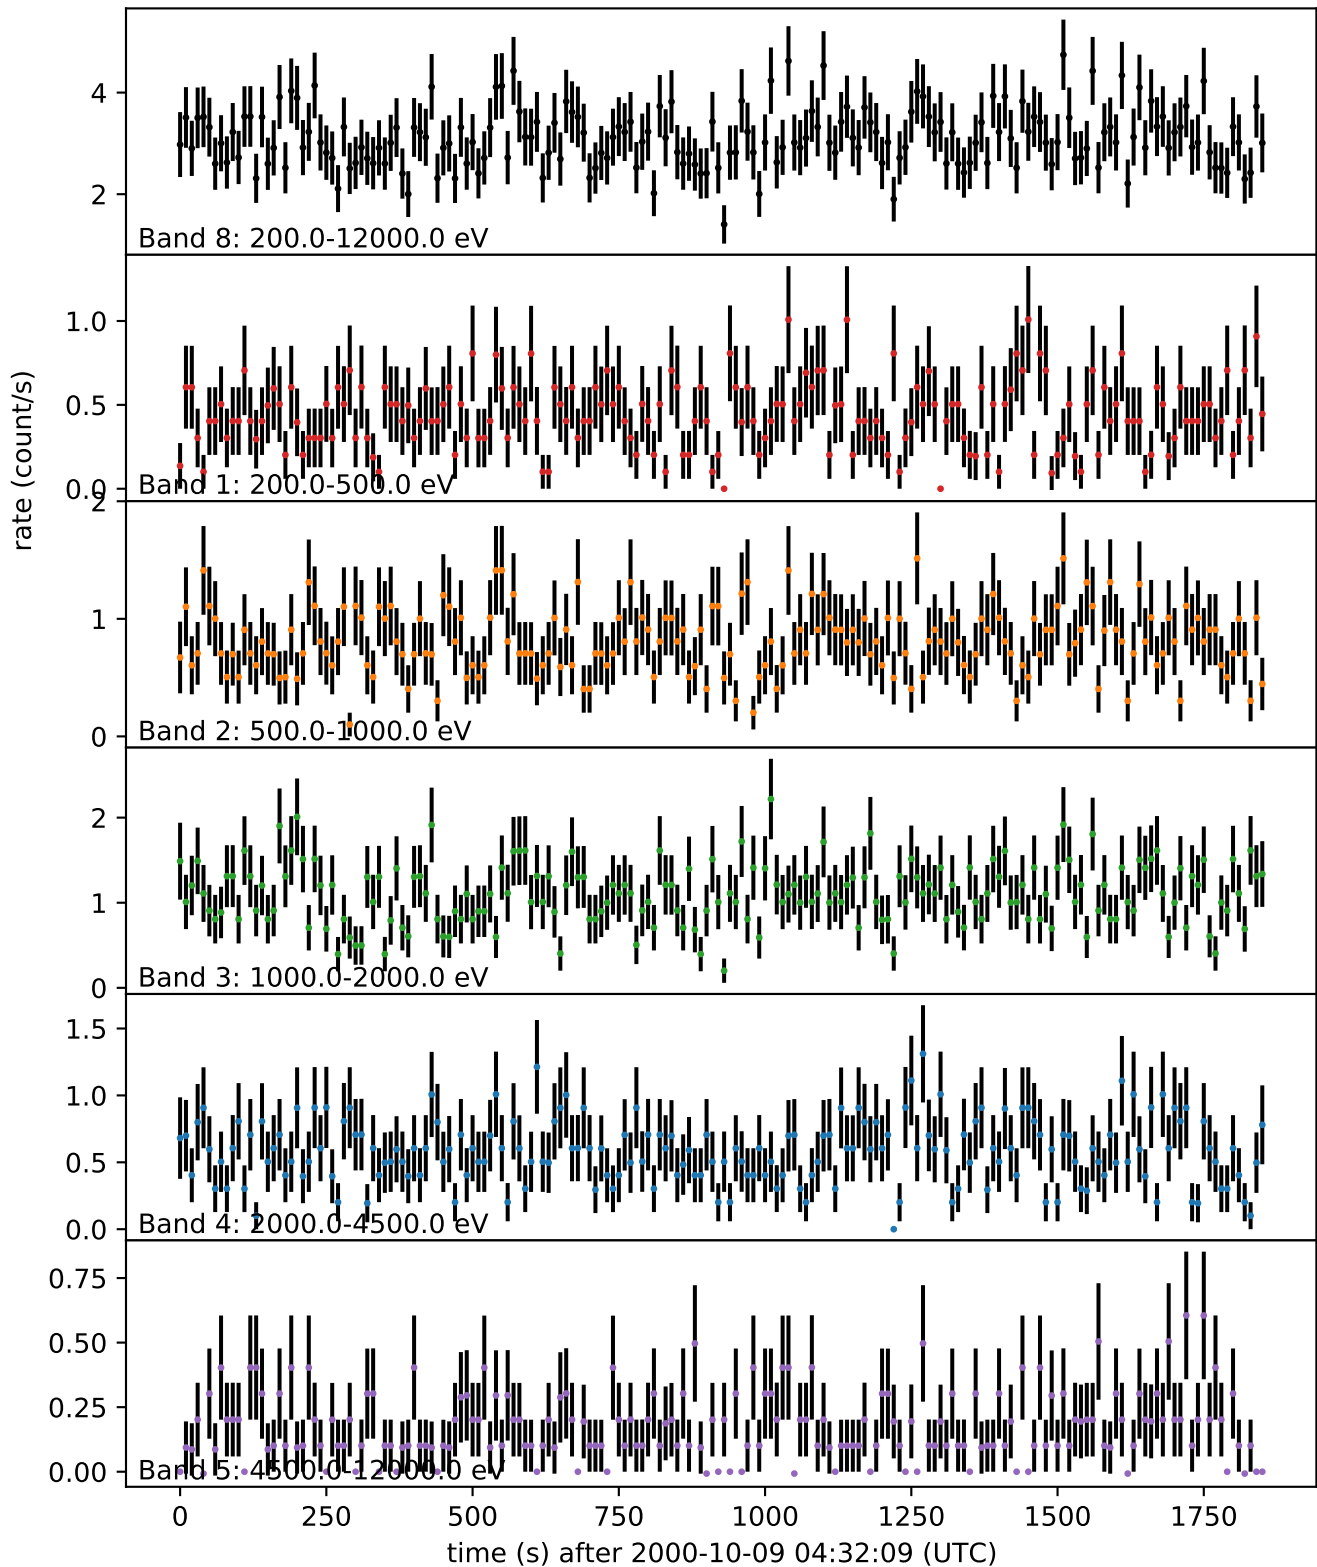 4
2
Band 8: 200.0-12000.0 eV
1.0
0.5
0.0
Band 1: 200.0-500.0 eV
rate (count/s)
2
1
0
Band 2: 500.0-1000.0 eV
2
1
0
Band 3: 1000.0-2000.0 eV
1.5
1.0
0.5
0.0
Band 4: 2000.0-4500.0 eV
0.75
0.50
0.25
0.00
Band 5: 4500.0-12000.0 eV
0 250 500 750 1000 1250 1500 1750
time (s) after 2000-10-09 04:32:09 (UTC)